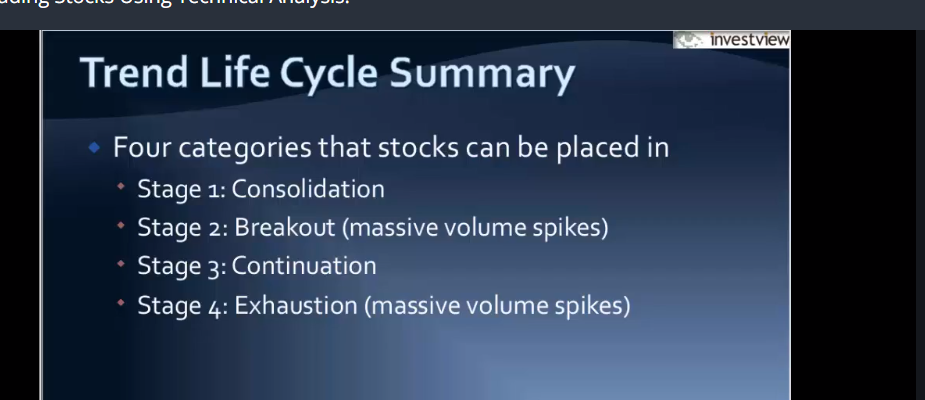 ading Stocks Using Technical Analysis.
investview
Trend Life Cycle Summary
Four categories that stocks can be placed in
Stage 1: Consolidation
Stage 2: Breakout (massive volume spikes)
Stage 3: Continuation
Stage 4: Exhaustion (massive volume spikes)